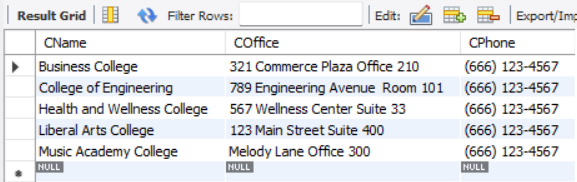 Result Grid Filter Rows: Edit: Export/Imp
CName COffice CPhone
Business College 321 Commerce Plaza Office 210 (666) 123-4567
College of Engineering 789 Engineering Avenue  Room 101 (666) 123-4567
Health and Wellness College 567 Wellness Center Suite 33 (666) 123-4567
Liberal Arts College 123 Main Street Suite 400 (666) 123-4567
Music Academy College Melody Lane Office 300 (666) 123-4567
NULL NULL NULL